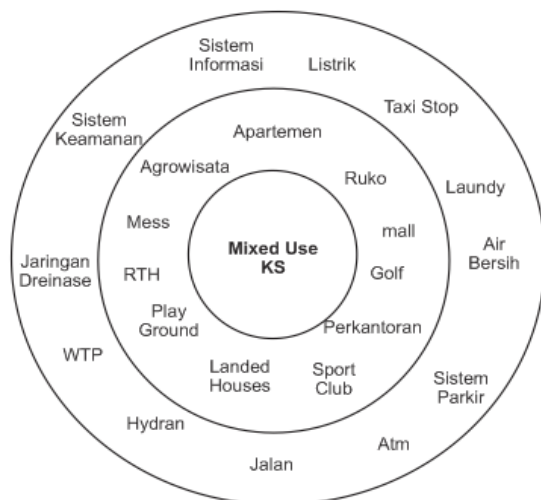 Sistem
Informasi
Listrik
Taxi Stop
Sistem
Keamanan
Apartemen
Agrowisata
Ruko
Laundy
Mess
mall
Mixed Use
KS
Air
Bersih
Jaringan
Dreinase
RTH
Golf
Play
Ground
Perkantoran
WTP
Landed
Houses
Sport
Club
Sistem
Parkir
Hydran
Atm
Jalan